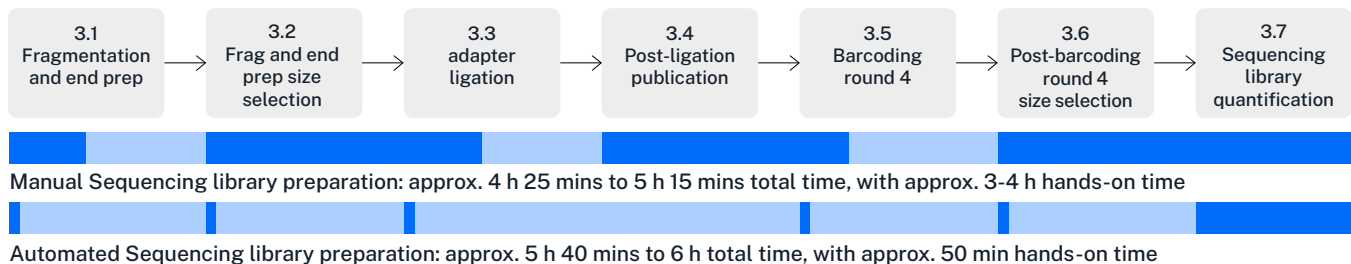 3.1
Fragmentation
and end prep
3.2
Frag and end
prep size
selection
3.3
adapter
ligation
3.4
Post-ligation
publication
3.5
Barcoding
round 4
3.6
Post-barcoding
round 4
size selection
3.7
Sequencing
library
quantification
Manual Sequencing library preparation: approx. 4 h 25 mins to 5 h 15 mins total time, with approx. 3-4 h hands-on time
Automated Sequencing library preparation: approx. 5 h 40 mins to 6 h total time, with approx. 50 min hands-on time